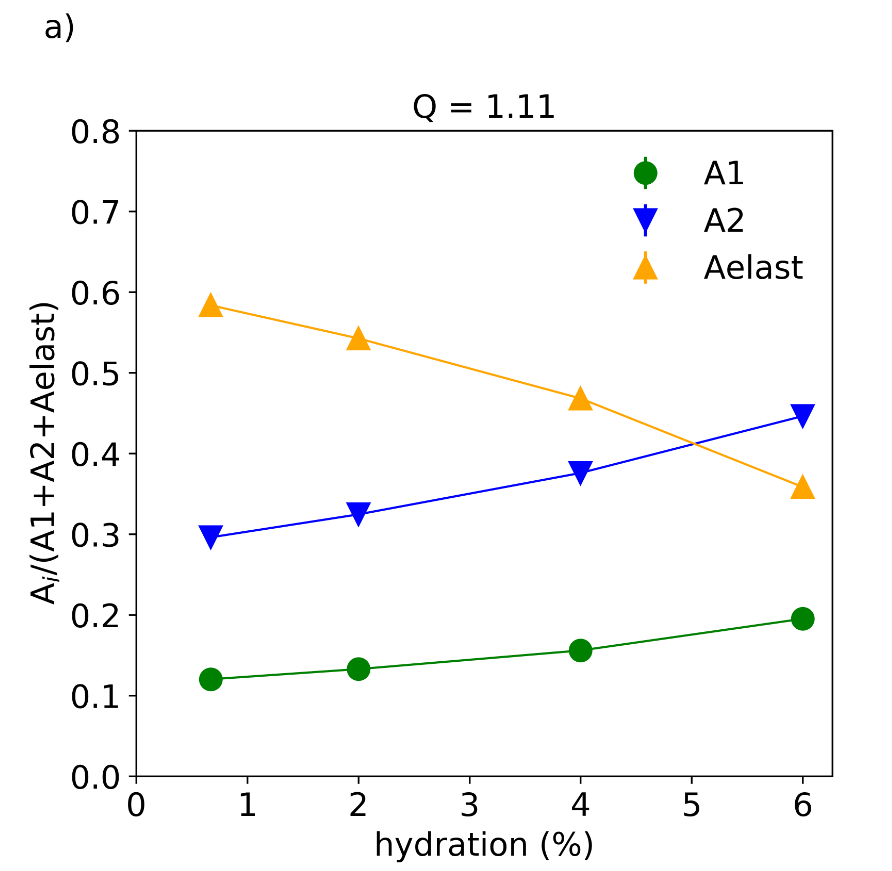 a)
Q = 1.11
0.8
0.7
0.6
0.5
0.4
0.3
0.2
0.1
0.0
A1
A2
Aelast
Aᵢ/(A1+A2+Aelast)
0 1 2 3 4 5 6
hydration (%)